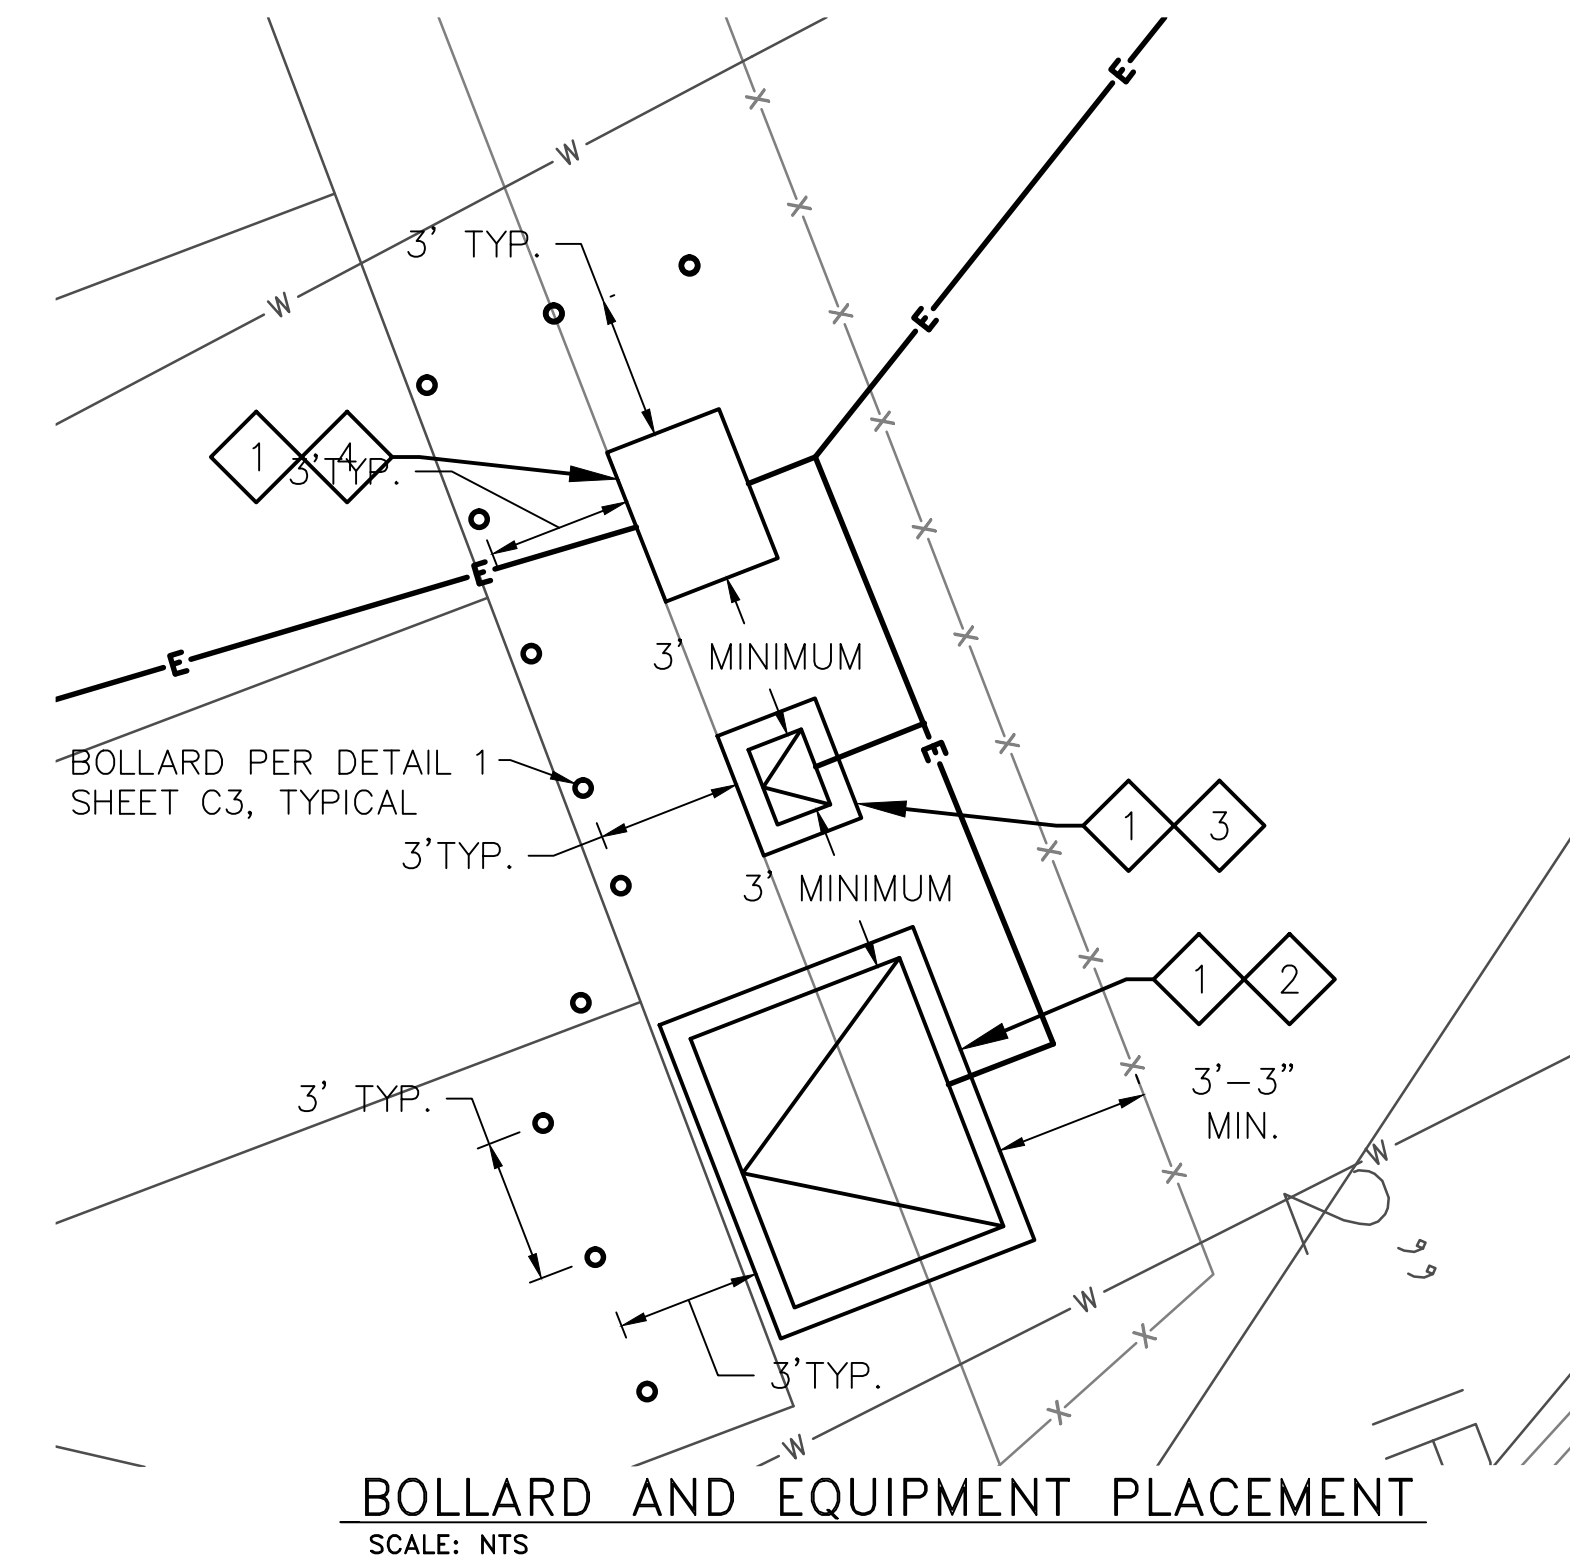 E
W
3' TYP.
W
E
1 4
3'TYP.
E
E
3' MINIMUM
E
BOLLARD PER DETAIL 1
SHEET C3, TYPICAL
3'TYP.
1 3
3' MINIMUM
1 2
3'-3"
MIN.
3' TYP.
W
W
3'TYP.
W
BOLLARD AND EQUIPMENT PLACEMENT
SCALE: NTS